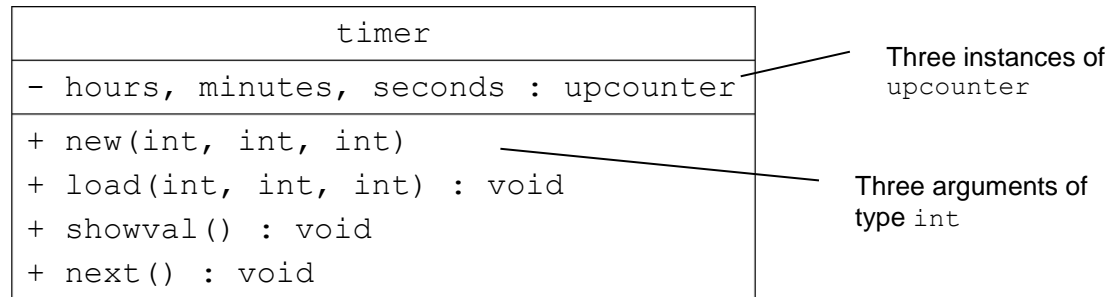 timer
- hours, minutes, seconds : upcounter
+ new(int, int, int)
+ load(int, int, int) : void
+ showval() : void
+ next() : void
Three instances of
upcounter
Three arguments of
type int